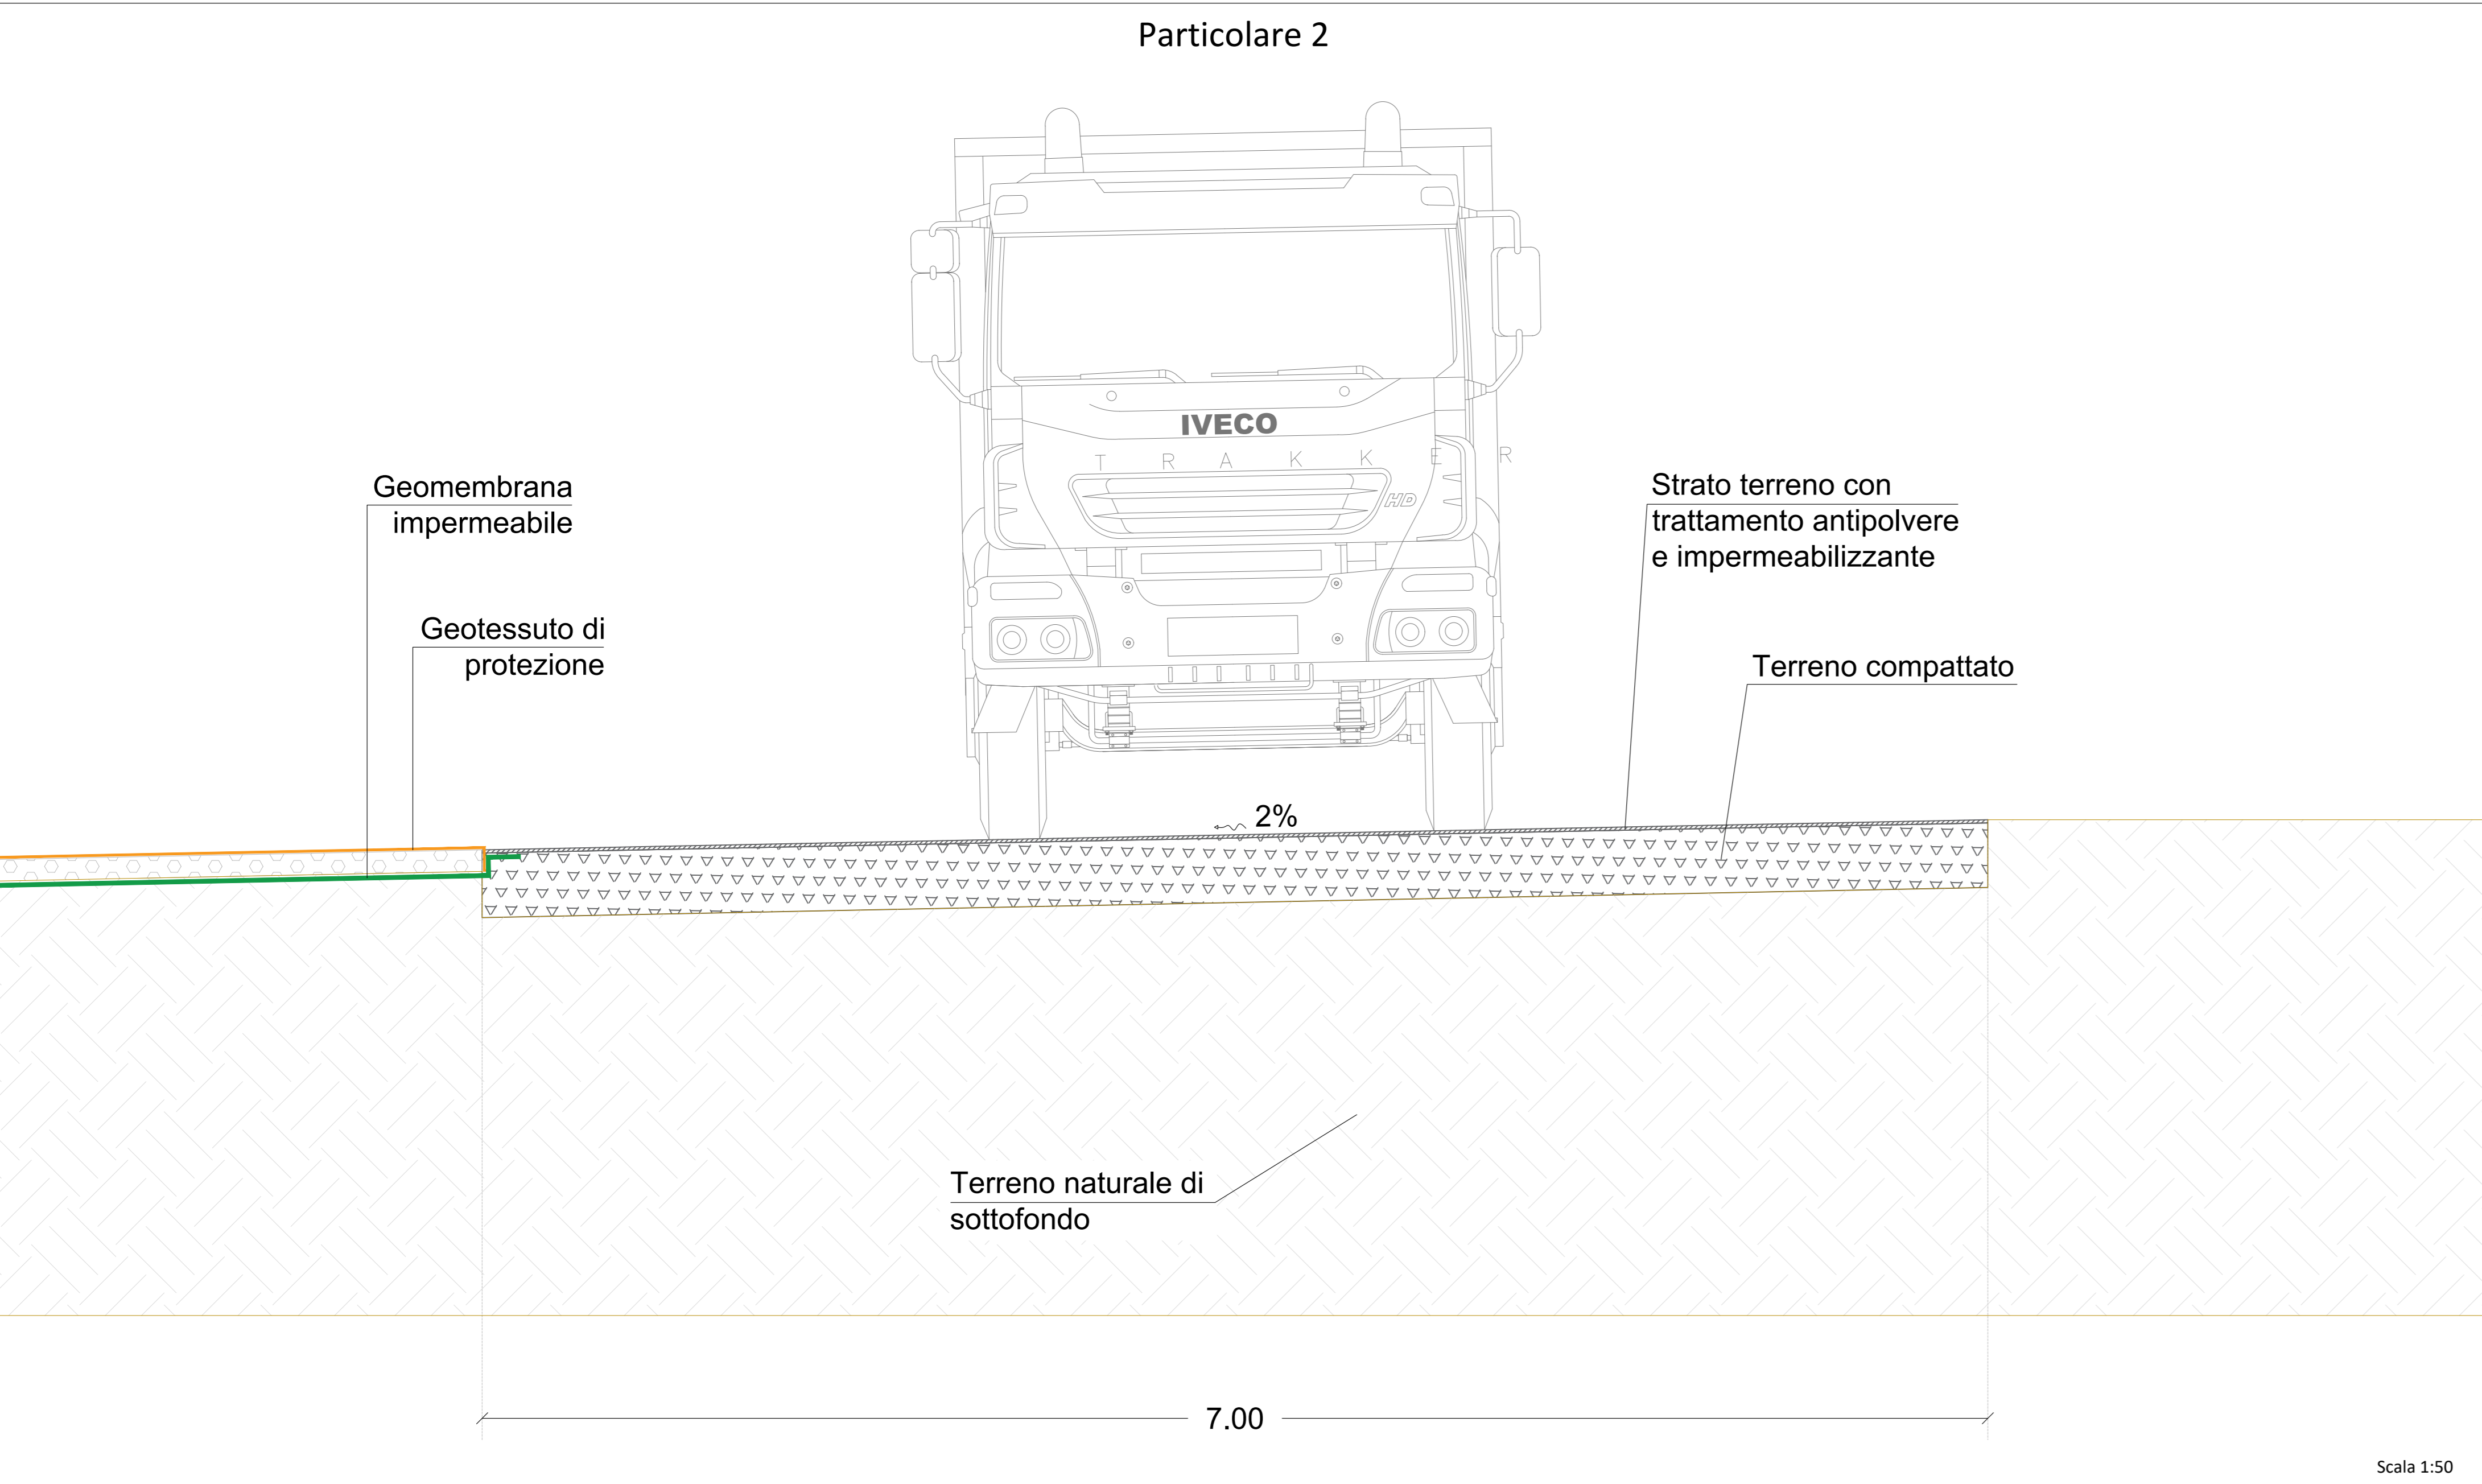 Particolare 2
IVECO
T R A K K E R
HD
Geomembrana
impermeabile
Geotessuto di
protezione
Strato terreno con
trattamento antipolvere
e impermeabilizzante
Terreno compattato
2%
Terreno naturale di
sottofondo
7.00
Scala 1:50